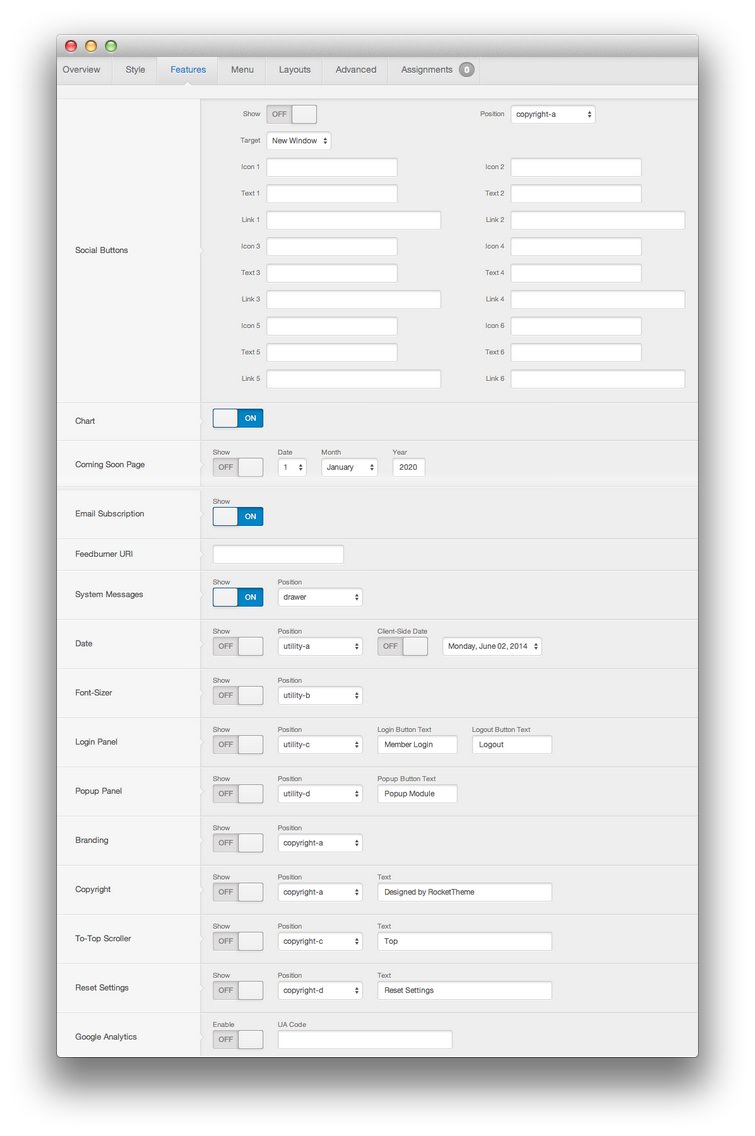 Overview Style Features Menu Layouts Advanced Assignments 0
Show OFF Position copyright-a
Target New Window
Icon 1 Icon 2
Text 1 Text 2
Link 1 Link 2
Social Buttons
Icon 3 Icon 4
Text 3 Text 4
Link 3 Link 4
Icon 5 Icon 6
Text 5 Text 6
Link 5 Link 6
Chart ON
Show Date Month Year
Coming Soon Page OFF 1 January 2020
Show
Email Subscription ON
Feedburner URI
Show Position
System Messages ON drawer
Show Position Client-Side Date
Date OFF utility-a OFF Monday, June 02, 2014
Show Position
Font-Sizer OFF utility-b
Show Position Login Button Text Logout Button Text
Login Panel OFF utility-c Member Login Logout
Show Position Popup Button Text
Popup Panel OFF utility-d Popup Module
Show Position
Branding OFF copyright-a
Show Position Text
Copyright OFF copyright-a Designed by RocketTheme
Show Position Text
To-Top Scroller OFF copyright-c Top
Show Position Text
Reset Settings OFF copyright-d Reset Settings
Enable UA Code
Google Analytics OFF